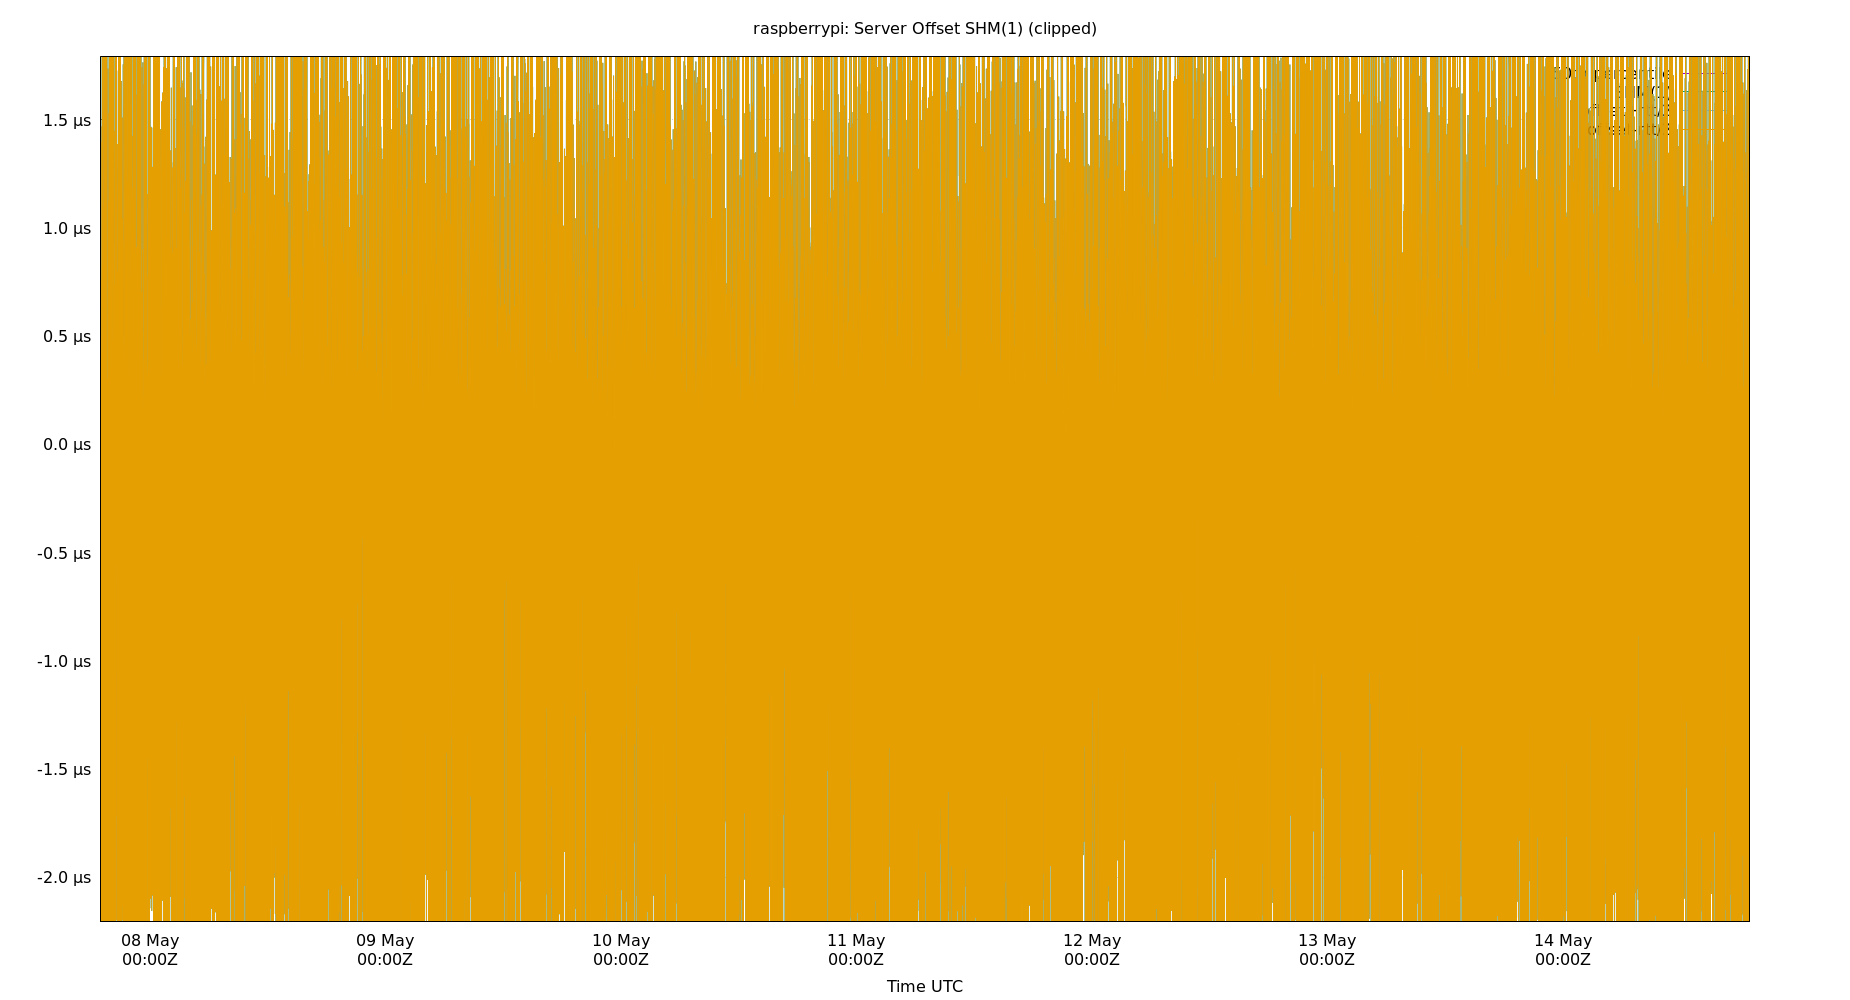 raspberrypi: Server Offset SHM(1) (clipped)
1.5 µs
1.0 µs
0.5 µs
0.0 µs
-0.5 µs
-1.0 µs
-1.5 µs
-2.0 µs
08 May 09 May 10 May 11 May 12 May 13 May 14 May
00:00Z 00:00Z 00:00Z 00:00Z 00:00Z 00:00Z 00:00Z
Time UTC